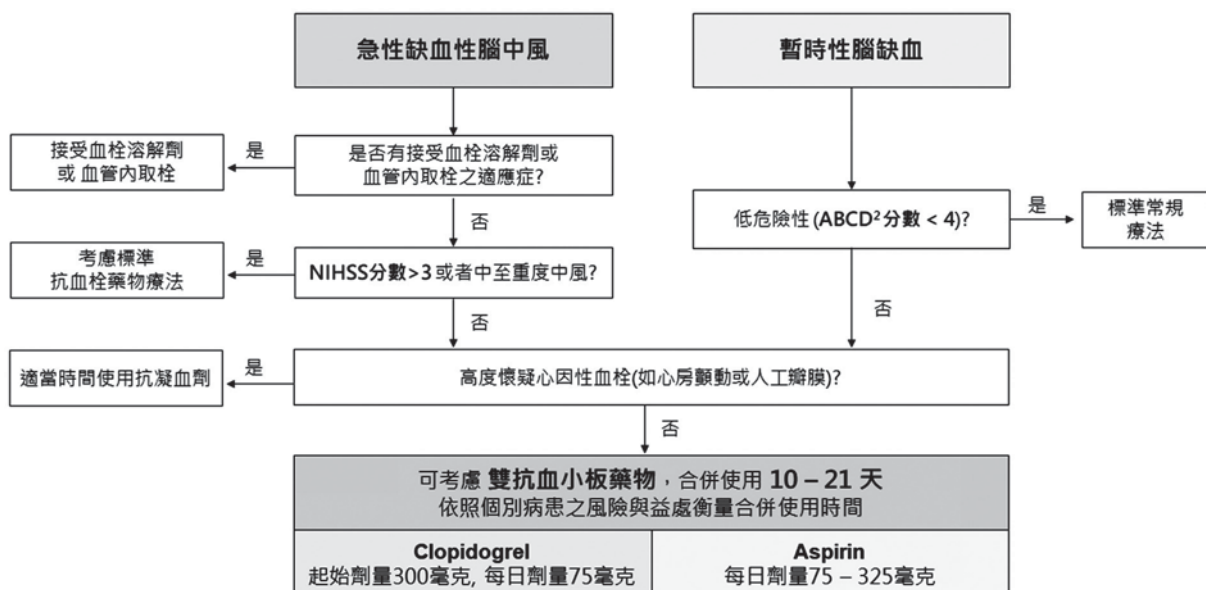 急性缺血性腦中風
暫時性腦缺血
接受血栓溶解劑
或 血管內取栓
是
是否有接受血栓溶解劑或
血管內取栓之適應症?
低危險性 (ABCD² 分數 < 4)?
是
標準常規
療法
否
考慮標準
抗血栓藥物療法
是
NIHSS分數>3 或者中至重度中風?
否
否
適當時間使用抗凝血劑
是
高度懷疑心因性血栓(如心房顫動或人工瓣膜)?
否
可考慮 雙抗血小板藥物，合併使用 10 – 21 天
依照個別病患之風險與益處衡量合併使用時間
Clopidogrel
起始劑量300毫克, 每日劑量75毫克
Aspirin
每日劑量75 – 325毫克